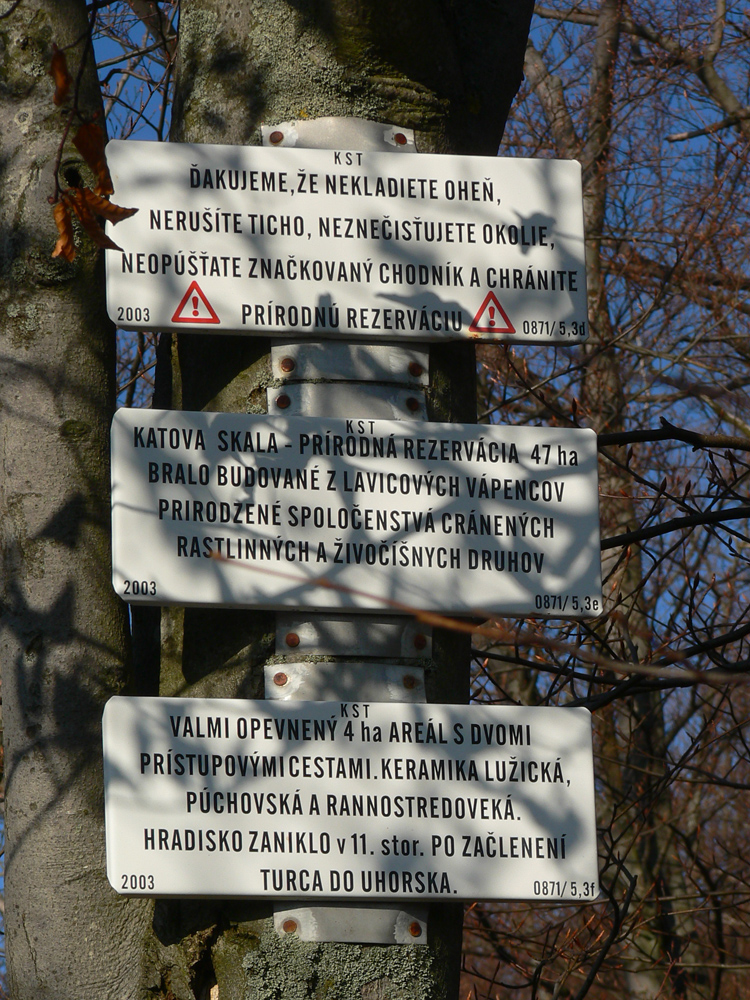 KST
ĎAKUJEME,ŽE NEKLADIETE OHEŇ,
NERUŠÍTE TICHO, NEZNEČISŤUJETE OKOLIE,
NEOPÚŠŤATE ZNAČKOVANÝ CHODNÍK A CHRÁNITE
2003 PRÍRODNÚ REZERVÁCIU 0871/5,3d
KST
KATOVA SKALA - PRÍRODNÁ REZERVÁCIA 47 ha
BRALO BUDOVANÉ Z LAVICOVÝCH VÁPENCOV
PRIRODZENÉ SPOLOČENSTVÁ CRÁNENÝCH
RASTLINNÝCH A ŽIVOČÍŠNYCH DRUHOV
2003 0871/5,3e
KST
VALMI OPEVNENÝ 4 ha AREÁL S DVOMI
PRÍSTUPOVÝMI CESTAMI.KERAMIKA LUŽICKÁ,
PÚCHOVSKÁ A RANNOSTREDOVEKÁ.
HRADISKO ZANIKLO v 11. stor. PO ZAČLENENÍ
2003 TURCA DO UHORSKA. 0871/5,3f